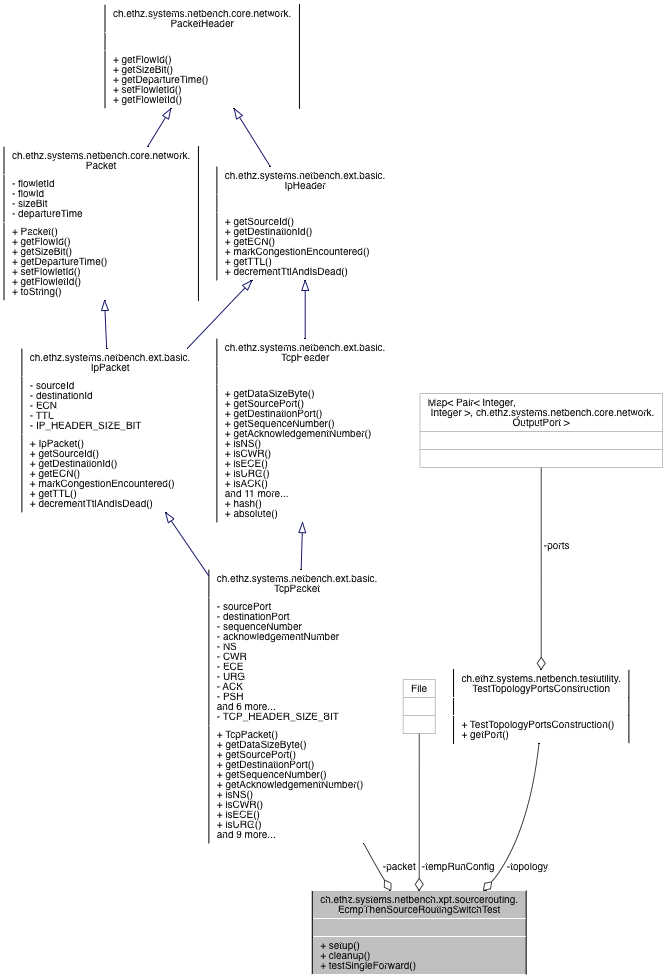 ch.ethz.systems.netbench.core.network.
PacketHeader
+ getFlowId()
+ getSizeBit()
+ getDepartureTime()
+ setFlowletId()
+ getFlowletId()
ch.ethz.systems.netbench.core.network.
Packet
- flowletId
- flowId
- sizeBit
- departureTime
+ Packet()
+ getFlowId()
+ getSizeBit()
+ getDepartureTime()
+ setFlowletId()
+ getFlowletId()
+ toString()
ch.ethz.systems.netbench.ext.basic.
IpHeader
+ getSourceId()
+ getDestinationId()
+ getECN()
+ markCongestionEncountered()
+ getTTL()
+ decrementTtlAndIsDead()
ch.ethz.systems.netbench.ext.basic.
IpPacket
- sourceId
- destinationId
- ECN
- TTL
- IP_HEADER_SIZE_BIT
+ IpPacket()
+ getSourceId()
+ getDestinationId()
+ getECN()
+ markCongestionEncountered()
+ getTTL()
+ decrementTtlAndIsDead()
ch.ethz.systems.netbench.ext.basic.
TcpHeader
+ getDataSizeByte()
+ getSourcePort()
+ getDestinationPort()
+ getSequenceNumber()
+ getAcknowledgementNumber()
+ isNS()
+ isCWR()
+ isECE()
+ isURG()
+ isACK()
and 11 more...
+ hash()
+ absolute()
Map< Pair< Integer,
Integer >, ch.ethz.systems.netbench.core.network.
OutputPort >
-ports
ch.ethz.systems.netbench.ext.basic.
TcpPacket
- sourcePort
- destinationPort
- sequenceNumber
- acknowledgementNumber
- NS
- CWR
- ECE
- URG
- ACK
- PSH
and 6 more...
- TCP_HEADER_SIZE_BIT
+ TcpPacket()
+ getDataSizeByte()
+ getSourcePort()
+ getDestinationPort()
+ getSequenceNumber()
+ getAcknowledgementNumber()
+ isNS()
+ isCWR()
+ isECE()
+ isURG()
and 9 more...
File
ch.ethz.systems.netbench.testutility.
TestTopologyPortsConstruction
+ TestTopologyPortsConstruction()
+ getPort()
-packet
-tempRunConfig
-topology
ch.ethz.systems.netbench.xpt.sourcerouting.
EcmpThenSourceRoutingSwitchTest
+ setup()
+ cleanup()
+ testSingleForward()